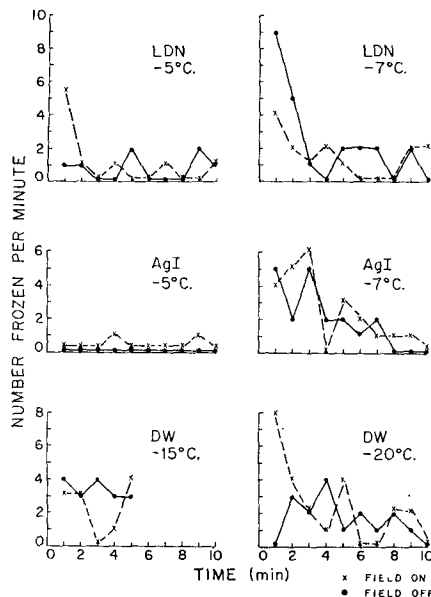 10
8
6
4
2
0
LDN
-5°C.
LDN
-7°C.
6
4
2
0
AgI
-5°C.
AgI
-7°C.
8
6
4
2
0
DW
-15°C.
DW
-20°C.
NUMBER FROZEN PER MINUTE
0 2 4 6 8 10
0 2 4 6 8 10
TIME (min)
x FIELD ON
● FIELD OFF